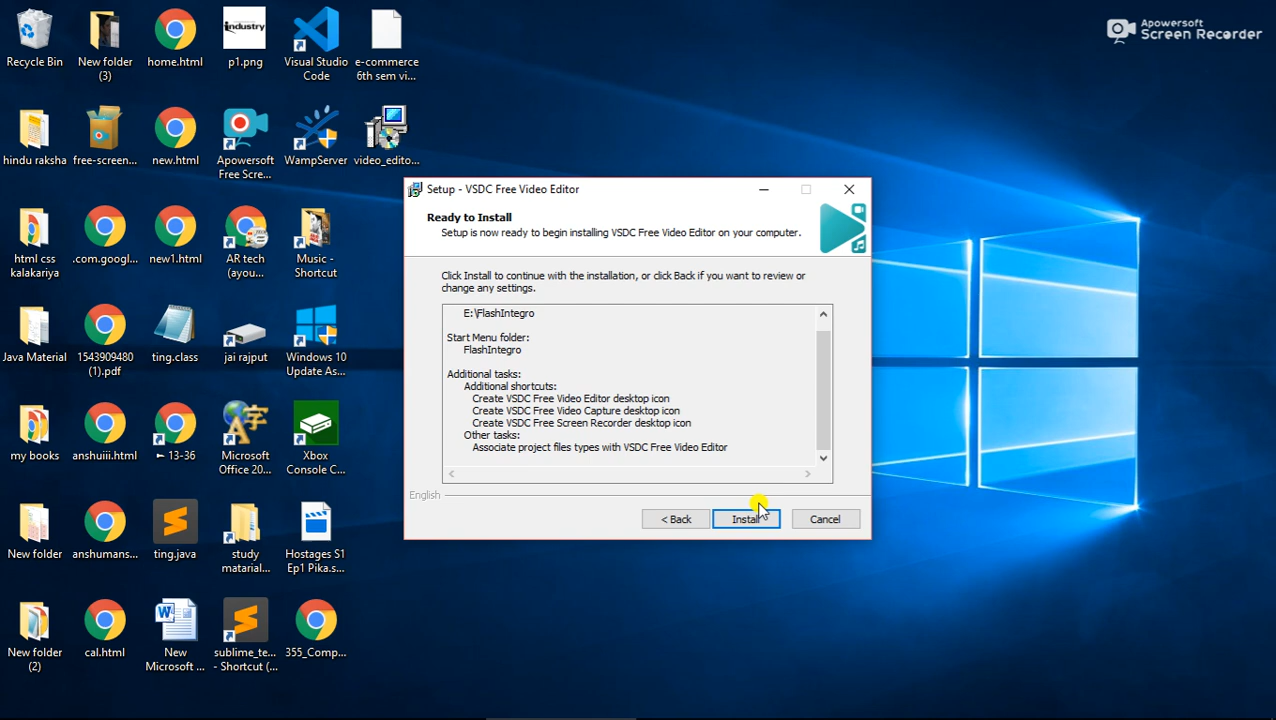 Recycle Bin
New folder
(3)
home.html
industry
p1.png
Visual Studio
Code
e-commerce
6th sem vi...
Apowersoft
Screen Recorder
hindu raksha
free-screen...
new.html
Apowersoft
Free Scre...
WampServer
video_edito...
html css
kalakariya
.com.googl...
new1.html
AR tech
(ayou...
Music -
Shortcut
Java Material
1543909480
(1).pdf
ting.class
jai rajput
Windows 10
Update As...
my books
anshuiii.html
13-36
Microsoft
Office 20...
Xbox
Console C...
New folder
anshumans...
ting.java
study
matarial...
Hostages S1
Ep1 Pika.s...
New folder
(2)
cal.html
New
Microsoft ...
sublime_te...
- Shortcut (...
355_Comp...
Setup - VSDC Free Video Editor
Ready to Install
Setup is now ready to begin installing VSDC Free Video Editor on your computer.
Click Install to continue with the installation, or click Back if you want to review or
change any settings.
E:\FlashIntegro
Start Menu folder:
FlashIntegro
Additional tasks:
Additional shortcuts:
Create VSDC Free Video Editor desktop icon
Create VSDC Free Video Capture desktop icon
Create VSDC Free Screen Recorder desktop icon
Other tasks:
Associate project files types with VSDC Free Video Editor
English
< Back
Install
Cancel